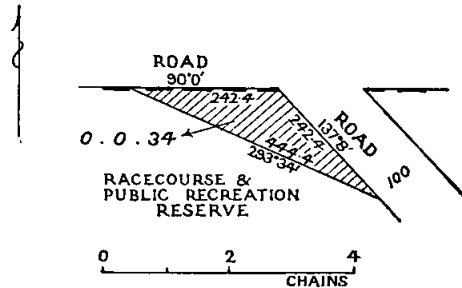 ROAD
90°0'
242.4
242.4
137°8'
ROAD
100
0.0.34
444.4
293°34'
RACECOURSE &
PUBLIC RECREATION
RESERVE
0 2 4
CHAINS